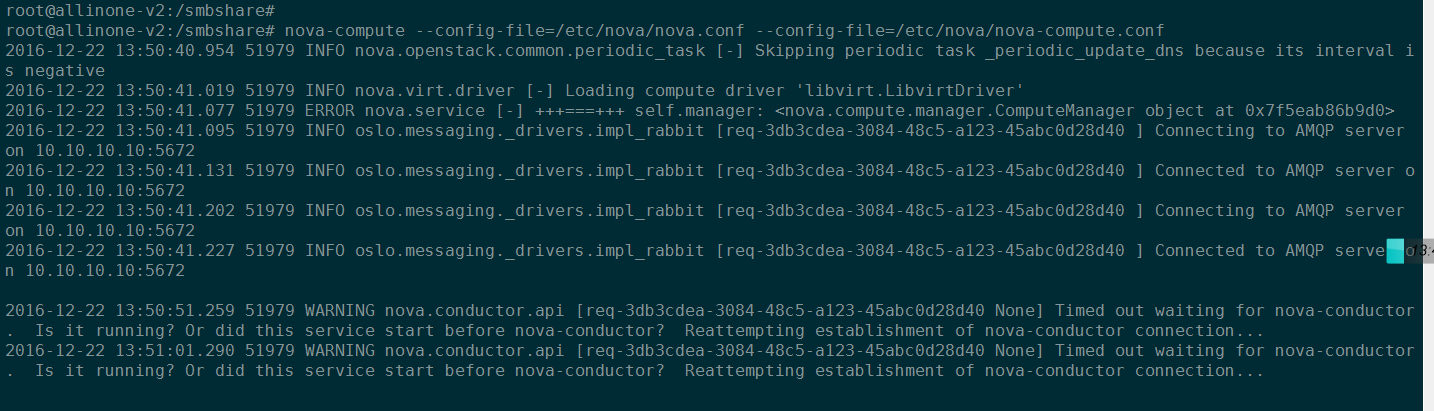 root@allinone-v2:/smbshare#
root@allinone-v2:/smbshare# nova-compute --config-file=/etc/nova/nova.conf --config-file=/etc/nova/nova-compute.conf
2016-12-22 13:50:40.954 51979 INFO nova.openstack.common.periodic_task [-] Skipping periodic task _periodic_update_dns because its interval i
s negative
2016-12-22 13:50:41.019 51979 INFO nova.virt.driver [-] Loading compute driver 'libvirt.LibvirtDriver'
2016-12-22 13:50:41.077 51979 ERROR nova.service [-] +++===+++ self.manager: <nova.compute.manager.ComputeManager object at 0x7f5eab86b9d0>
2016-12-22 13:50:41.095 51979 INFO oslo.messaging._drivers.impl_rabbit [req-3db3cdea-3084-48c5-a123-45abc0d28d40 ] Connecting to AMQP server
on 10.10.10.10:5672
2016-12-22 13:50:41.131 51979 INFO oslo.messaging._drivers.impl_rabbit [req-3db3cdea-3084-48c5-a123-45abc0d28d40 ] Connected to AMQP server o
n 10.10.10.10:5672
2016-12-22 13:50:41.202 51979 INFO oslo.messaging._drivers.impl_rabbit [req-3db3cdea-3084-48c5-a123-45abc0d28d40 ] Connecting to AMQP server
on 10.10.10.10:5672
2016-12-22 13:50:41.227 51979 INFO oslo.messaging._drivers.impl_rabbit [req-3db3cdea-3084-48c5-a123-45abc0d28d40 ] Connected to AMQP server o
n 10.10.10.10:5672
2016-12-22 13:50:51.259 51979 WARNING nova.conductor.api [req-3db3cdea-3084-48c5-a123-45abc0d28d40 None] Timed out waiting for nova-conductor
.  Is it running? Or did this service start before nova-conductor?  Reattempting establishment of nova-conductor connection...
2016-12-22 13:51:01.290 51979 WARNING nova.conductor.api [req-3db3cdea-3084-48c5-a123-45abc0d28d40 None] Timed out waiting for nova-conductor
.  Is it running? Or did this service start before nova-conductor?  Reattempting establishment of nova-conductor connection...